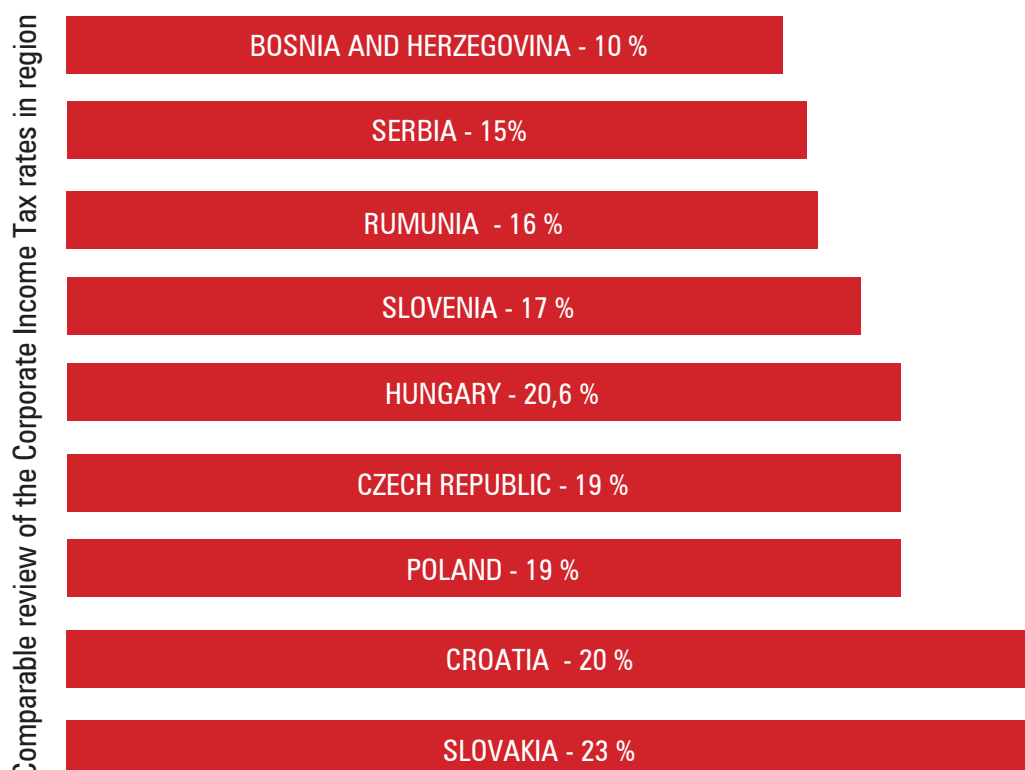 Comparable review of the Corporate Income Tax rates in region
BOSNIA AND HERZEGOVINA - 10 %
SERBIA - 15%
RUMUNIA - 16 %
SLOVENIA - 17 %
HUNGARY - 20,6 %
CZECH REPUBLIC - 19 %
POLAND - 19 %
CROATIA - 20 %
SLOVAKIA - 23 %